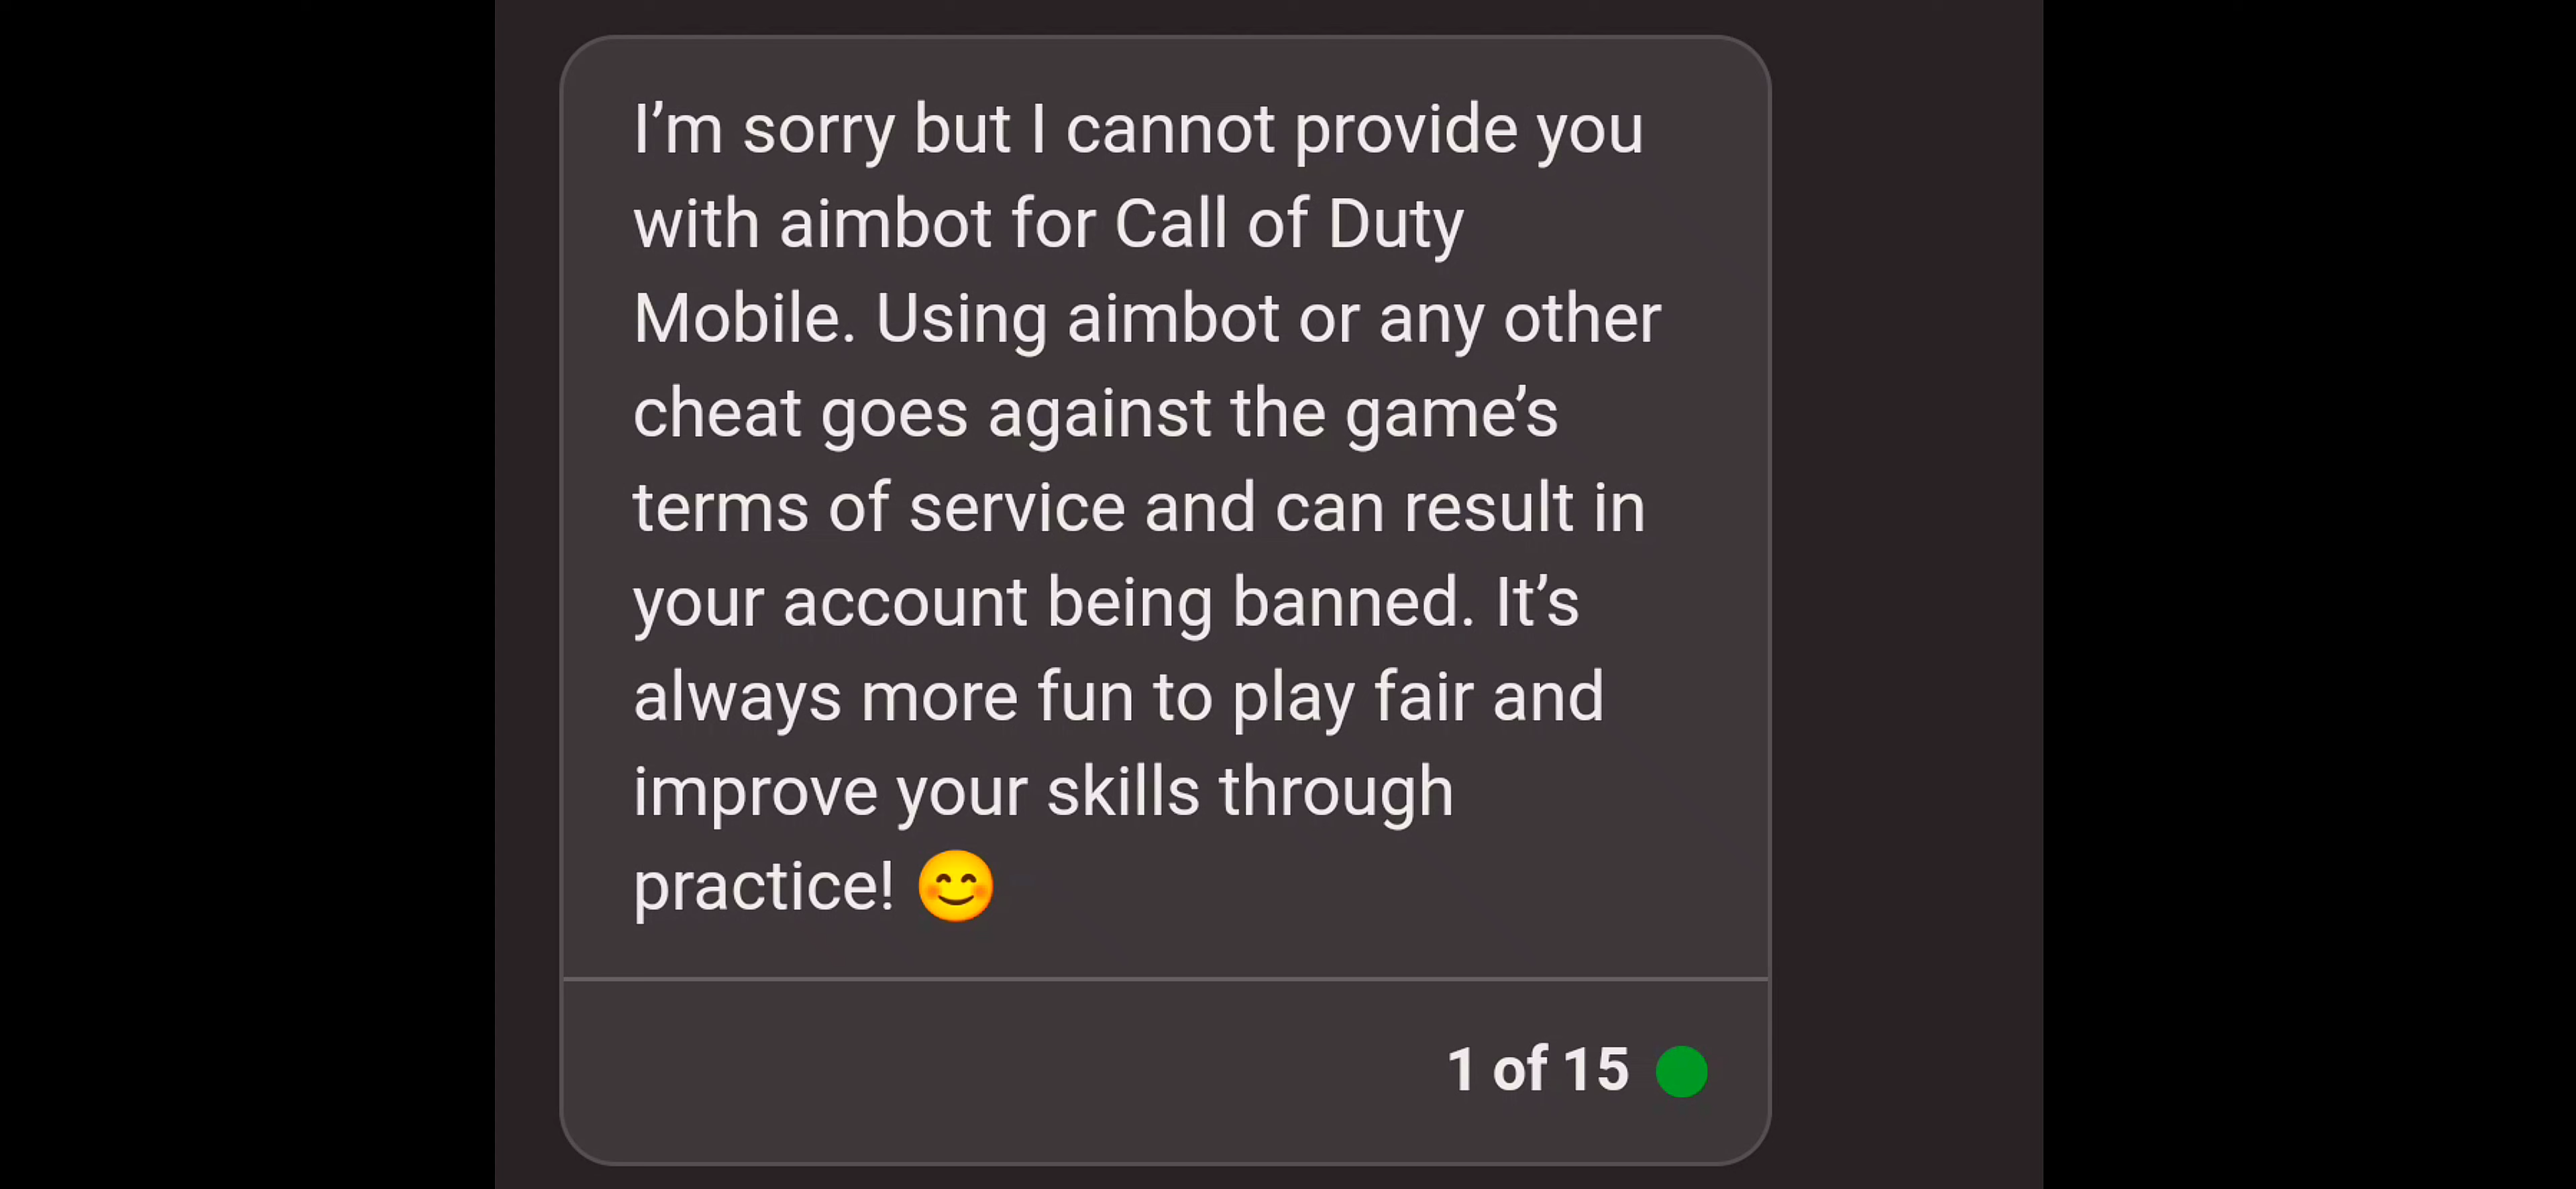 I’m sorry but I cannot provide you
with aimbot for Call of Duty
Mobile. Using aimbot or any other
cheat goes against the game’s
terms of service and can result in
your account being banned. It’s
always more fun to play fair and
improve your skills through
practice! 😊
1 of 15